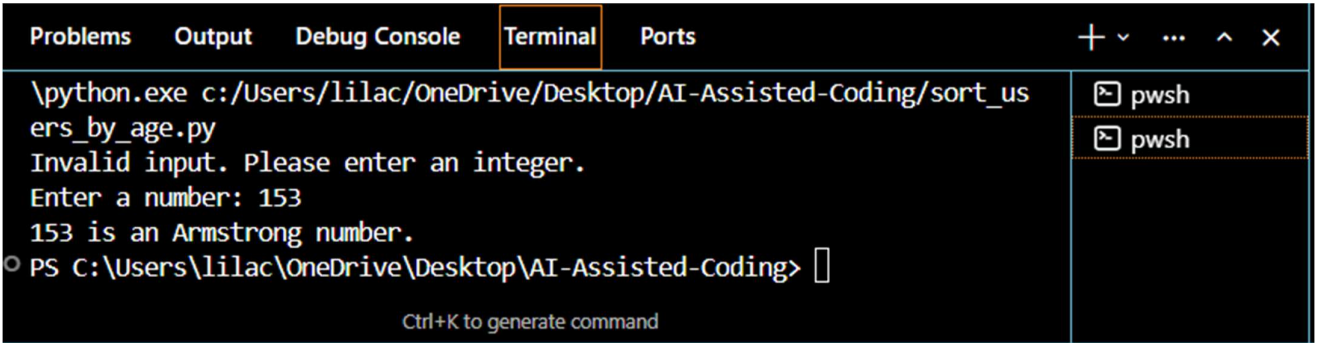 Problems Output Debug Console Terminal Ports
\python.exe c:/Users/lilac/OneDrive/Desktop/AI-Assisted-Coding/sort_us
ers_by_age.py
Invalid input. Please enter an integer.
Enter a number: 153
153 is an Armstrong number.
PS C:\Users\lilac\OneDrive\Desktop\AI-Assisted-Coding>
Ctrl+K to generate command
pwsh
pwsh